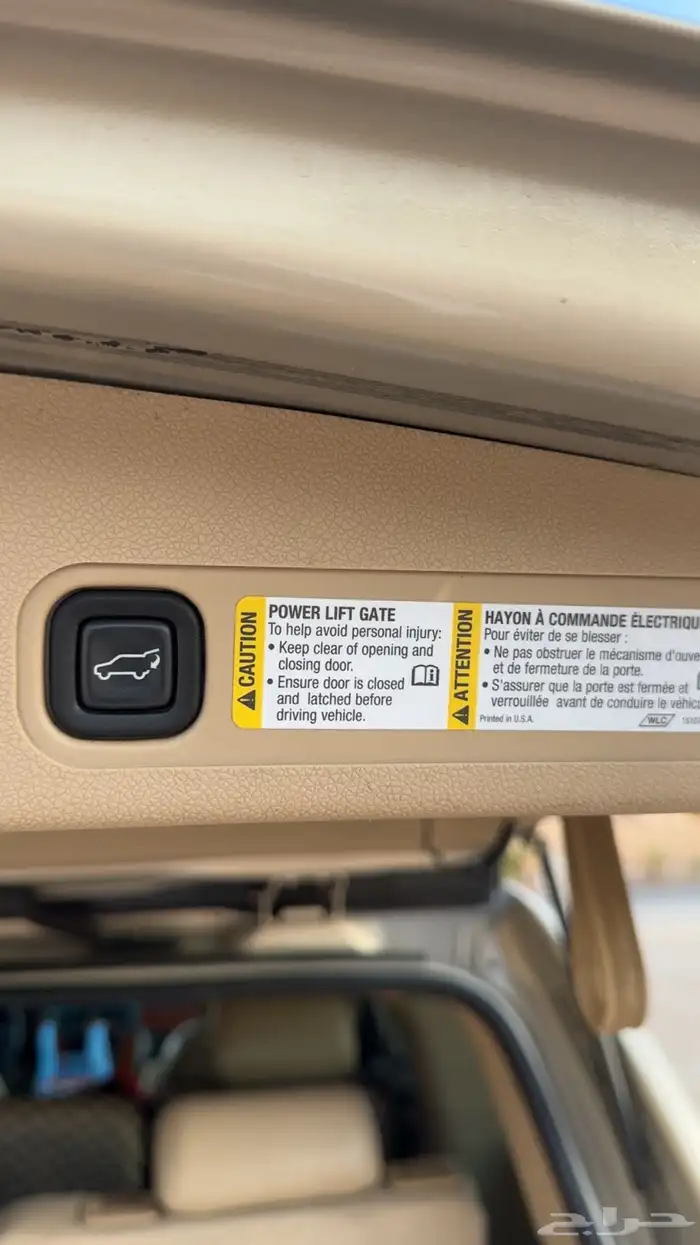 CAUTION
POWER LIFT GATE
To help avoid personal injury:
• Keep clear of opening and
closing door.
• Ensure door is closed
and latched before
driving vehicle.
ATTENTION
HAYON À COMMANDE ÉLECTRIQU
Pour éviter de se blesser :
• Ne pas obstruer le mécanisme d'ouve
et de fermeture de la porte.
• S'assurer que la porte est fermée et
verrouillée avant de conduire le véhicu
Printed in U.S.A.
WLC
حراج